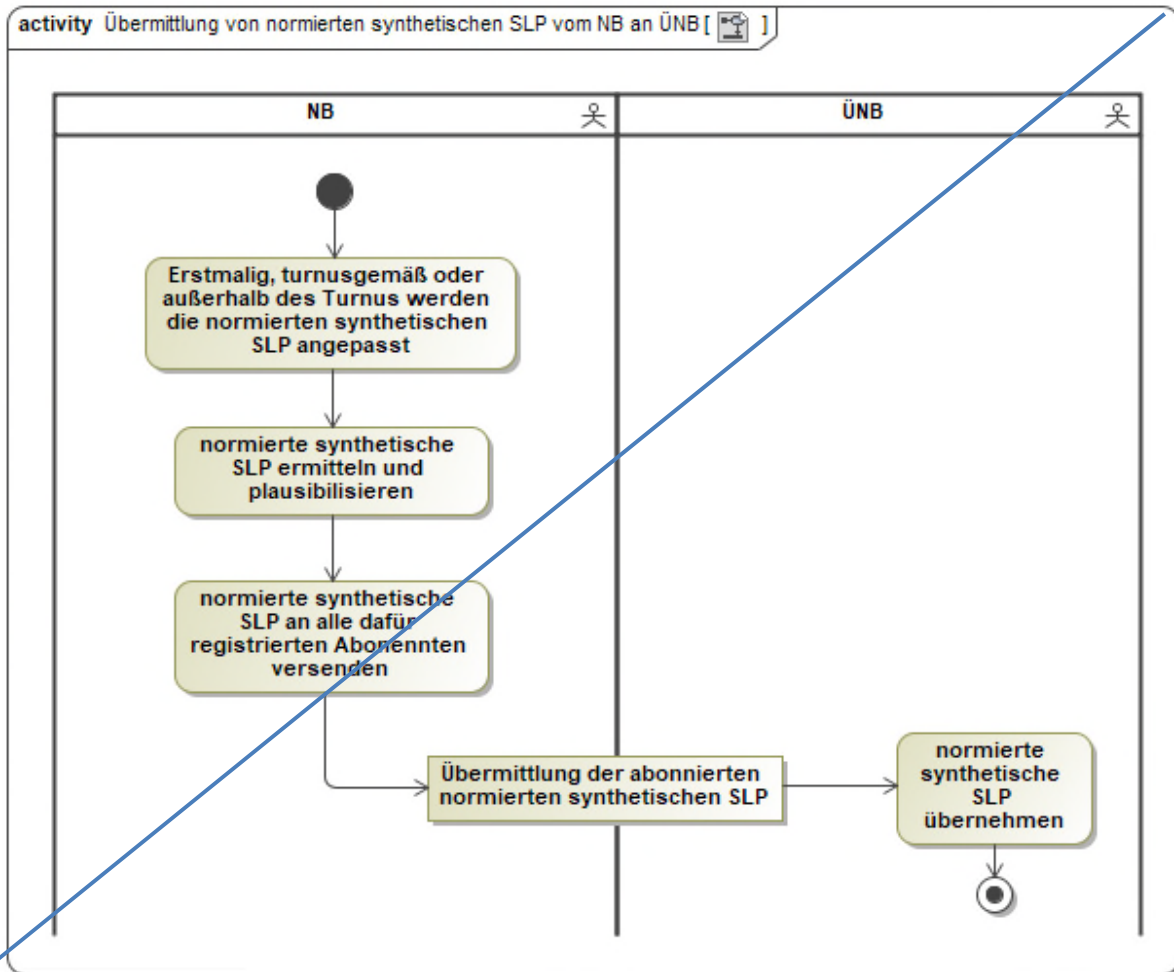 activity Übermittlung von normierten synthetischen SLP vom NB an ÜNB [ ]
NB
ÜNB
Erstmalig, turnusgemäß oder
außerhalb des Turnus werden
die normierten synthetischen
SLP angepasst
normierte synthetische
SLP ermitteln und
plausibilisieren
normierte synthetische
SLP an alle dafür
registrierten Abonennten
versenden
Übermittlung der abonnierten
normierten synthetischen SLP
normierte
synthetische
SLP
übernehmen